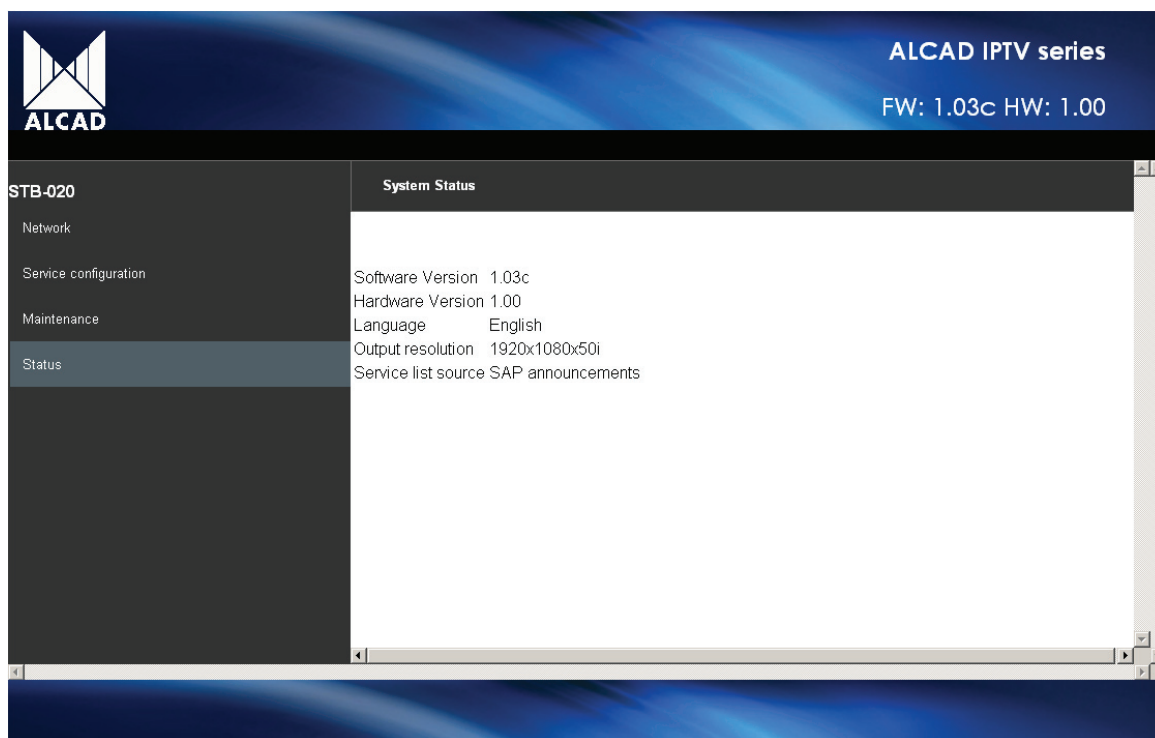 ALCAD
ALCAD IPTV series
FW: 1.03c HW: 1.00
STB-020
Network
Service configuration
Maintenance
Status
System Status
Software Version 1.03c
Hardware Version 1.00
Language English
Output resolution 1920x1080x50i
Service list source SAP announcements